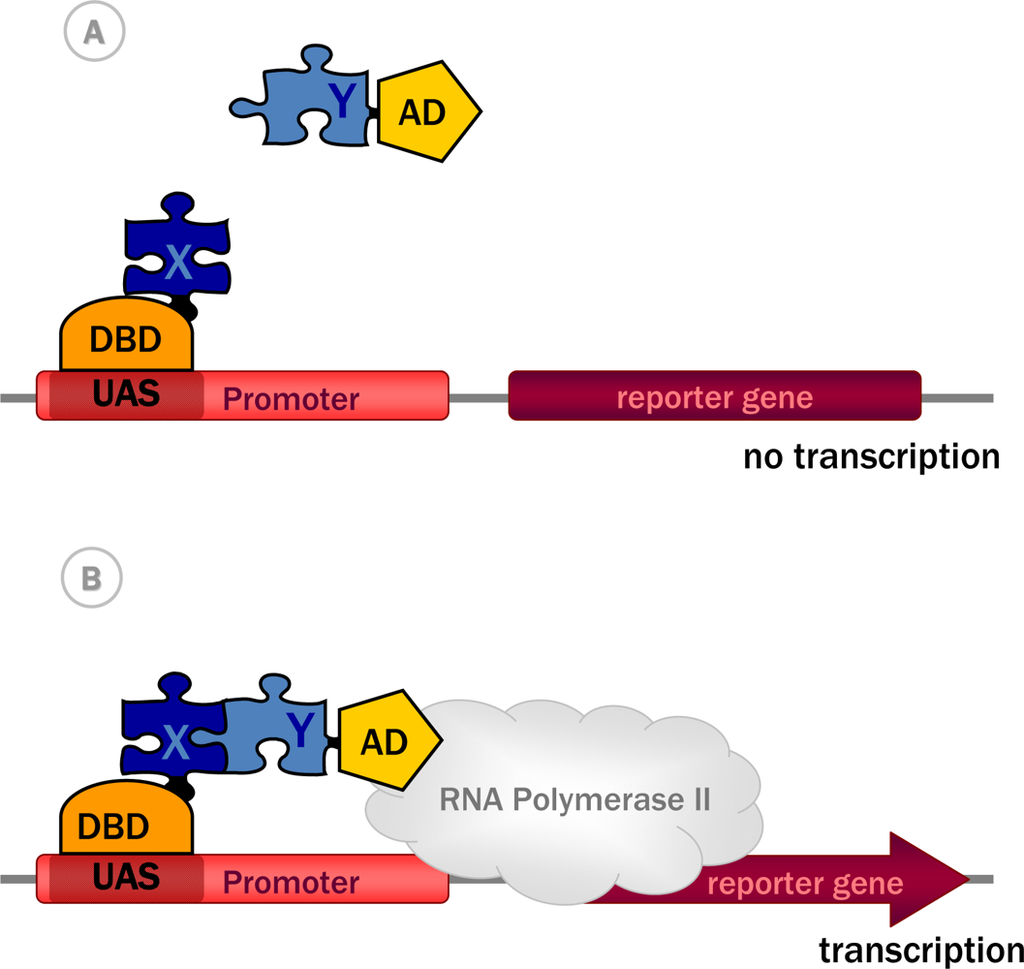 A
Y
AD
X
DBD
UAS
Promoter
reporter gene
no transcription
B
X
Y
AD
RNA Polymerase II
DBD
UAS
Promoter
reporter gene
transcription